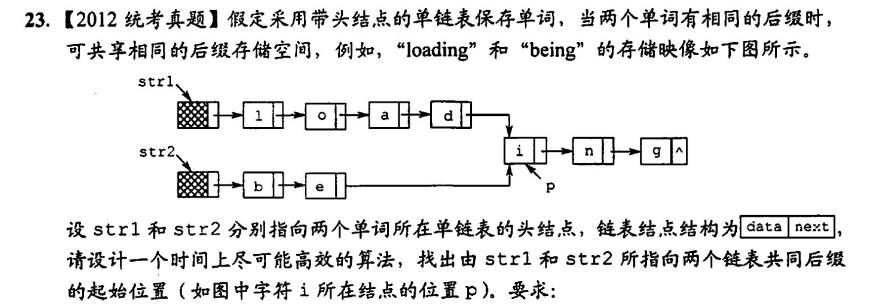 23.【2012 统考真题】假定采用带头结点的单链表保存单词，当两个单词有相同的后缀时，
可共享相同的后缀存储空间，例如，“loading”和“being”的存储映像如下图所示。
str1
l o a d
str2
i n g ^
b e
p
设 str1 和 str2 分别指向两个单词所在单链表的头结点，链表结点结构为 data next，
请设计一个时间上尽可能高效的算法，找出由 str1 和 str2 所指向两个链表共同后缀
的起始位置（如图中字符 i 所在结点的位置 p）。要求：